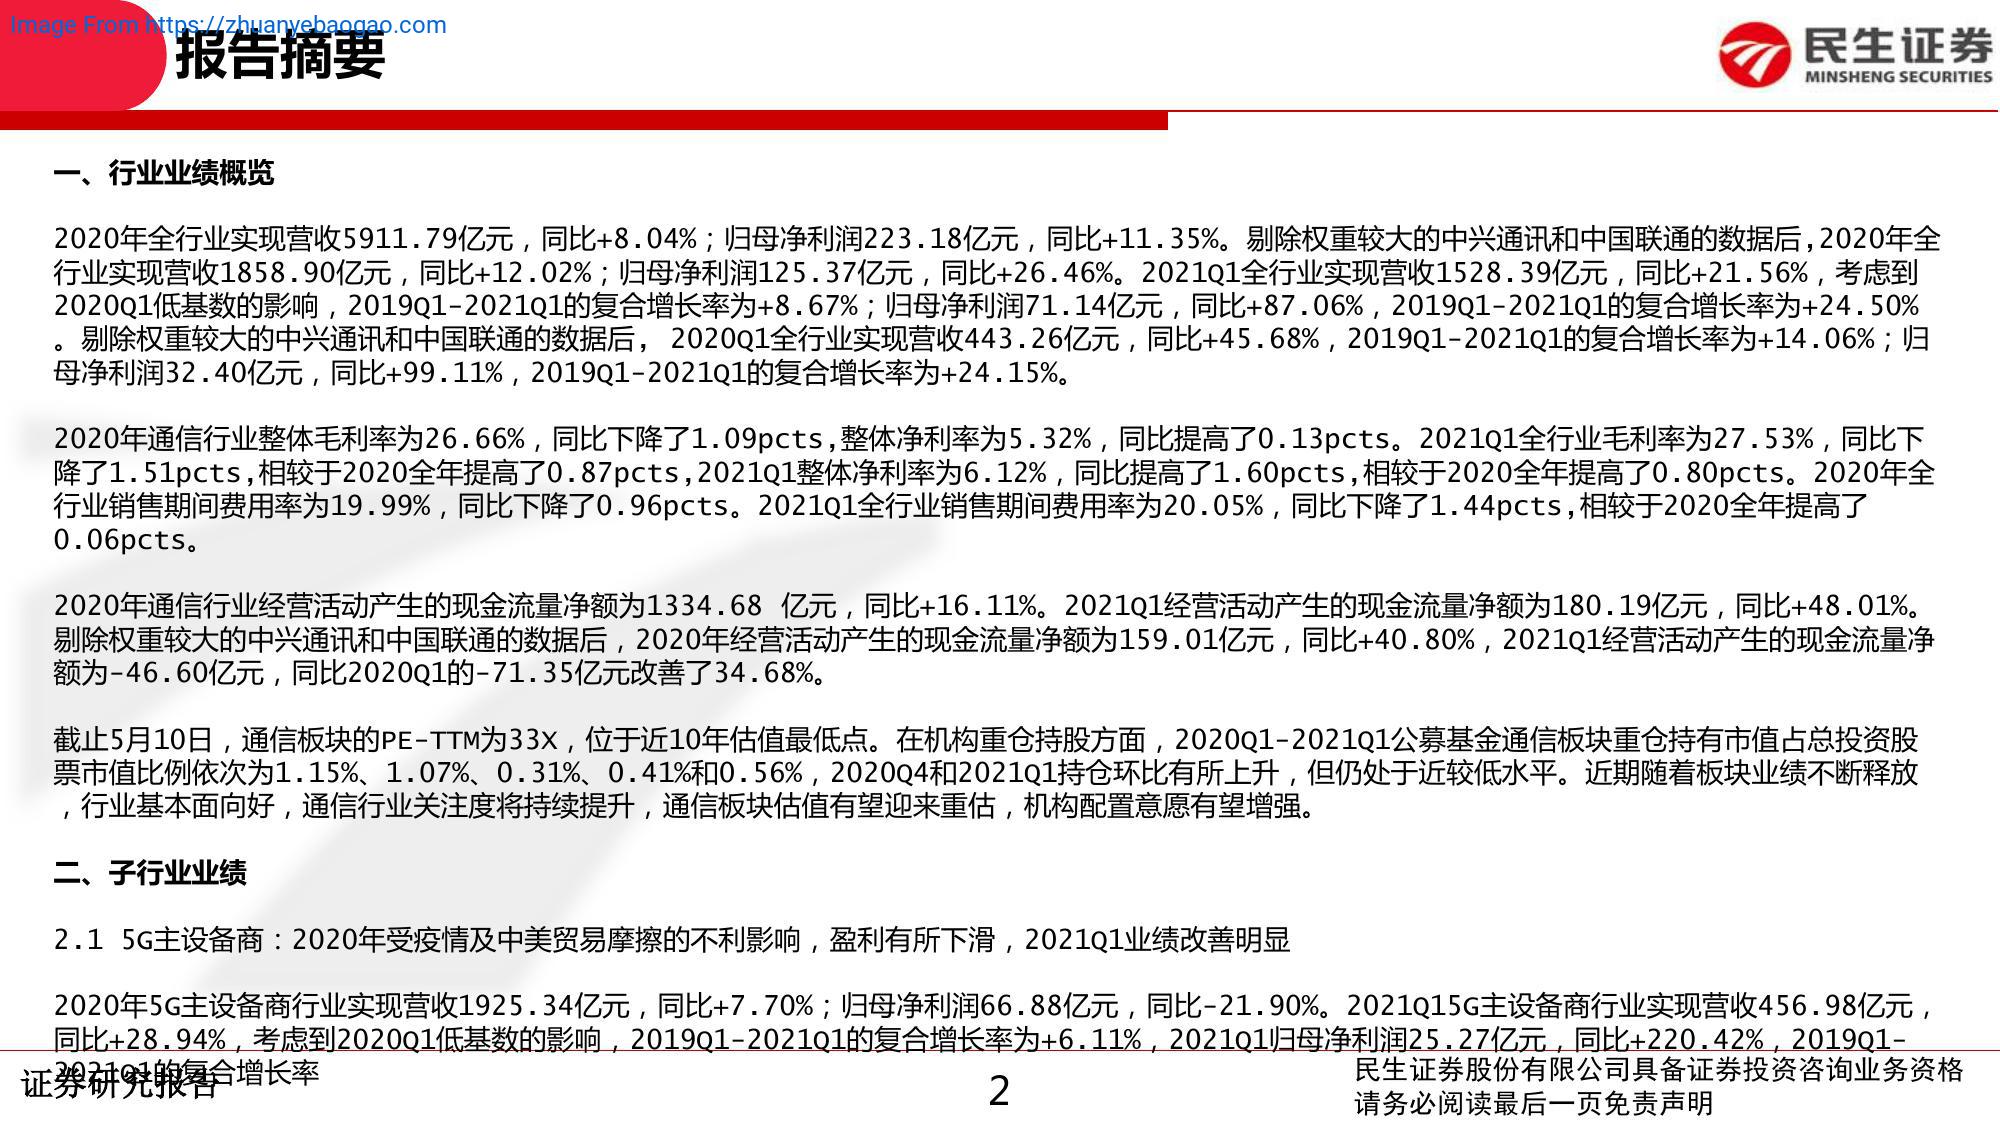 Image From https://zhuanyebaogao.com
报告摘要
民生证券
MINSHENG SECURITIES
一、行业业绩概览
2020年全行业实现营收5911.79亿元，同比+8.04%；归母净利润223.18亿元，同比+11.35%。剔除权重较大的中兴通讯和中国联通的数据后,2020年全
行业实现营收1858.90亿元，同比+12.02%；归母净利润125.37亿元，同比+26.46%。2021Q1全行业实现营收1528.39亿元，同比+21.56%，考虑到
2020Q1低基数的影响，2019Q1-2021Q1的复合增长率为+8.67%；归母净利润71.14亿元，同比+87.06%，2019Q1-2021Q1的复合增长率为+24.50%
。剔除权重较大的中兴通讯和中国联通的数据后， 2020Q1全行业实现营收443.26亿元，同比+45.68%，2019Q1-2021Q1的复合增长率为+14.06%；归
母净利润32.40亿元，同比+99.11%，2019Q1-2021Q1的复合增长率为+24.15%。
2020年通信行业整体毛利率为26.66%，同比下降了1.09pcts,整体净利率为5.32%，同比提高了0.13pcts。2021Q1全行业毛利率为27.53%，同比下
降了1.51pcts,相较于2020全年提高了0.87pcts,2021Q1整体净利率为6.12%，同比提高了1.60pcts,相较于2020全年提高了0.80pcts。2020年全
行业销售期间费用率为19.99%，同比下降了0.96pcts。2021Q1全行业销售期间费用率为20.05%，同比下降了1.44pcts,相较于2020全年提高了
0.06pcts。
2020年通信行业经营活动产生的现金流量净额为1334.68 亿元，同比+16.11%。2021Q1经营活动产生的现金流量净额为180.19亿元，同比+48.01%。
剔除权重较大的中兴通讯和中国联通的数据后，2020年经营活动产生的现金流量净额为159.01亿元，同比+40.80%，2021Q1经营活动产生的现金流量净
额为-46.60亿元，同比2020Q1的-71.35亿元改善了34.68%。
截止5月10日，通信板块的PE-TTM为33X，位于近10年估值最低点。在机构重仓持股方面，2020Q1-2021Q1公募基金通信板块重仓持有市值占总投资股
票市值比例依次为1.15%、1.07%、0.31%、0.41%和0.56%，2020Q4和2021Q1持仓环比有所上升，但仍处于近较低水平。近期随着板块业绩不断释放
，行业基本面向好，通信行业关注度将持续提升，通信板块估值有望迎来重估，机构配置意愿有望增强。
二、子行业业绩
2.1 5G主设备商：2020年受疫情及中美贸易摩擦的不利影响，盈利有所下滑，2021Q1业绩改善明显
2020年5G主设备商行业实现营收1925.34亿元，同比+7.70%；归母净利润66.88亿元，同比-21.90%。2021Q15G主设备商行业实现营收456.98亿元，
同比+28.94%，考虑到2020Q1低基数的影响，2019Q1-2021Q1的复合增长率为+6.11%，2021Q1归母净利润25.27亿元，同比+220.42%，2019Q1-
2021Q1的复合增长率
证券研究报告
2
民生证券股份有限公司具备证券投资咨询业务资格
请务必阅读最后一页免责声明